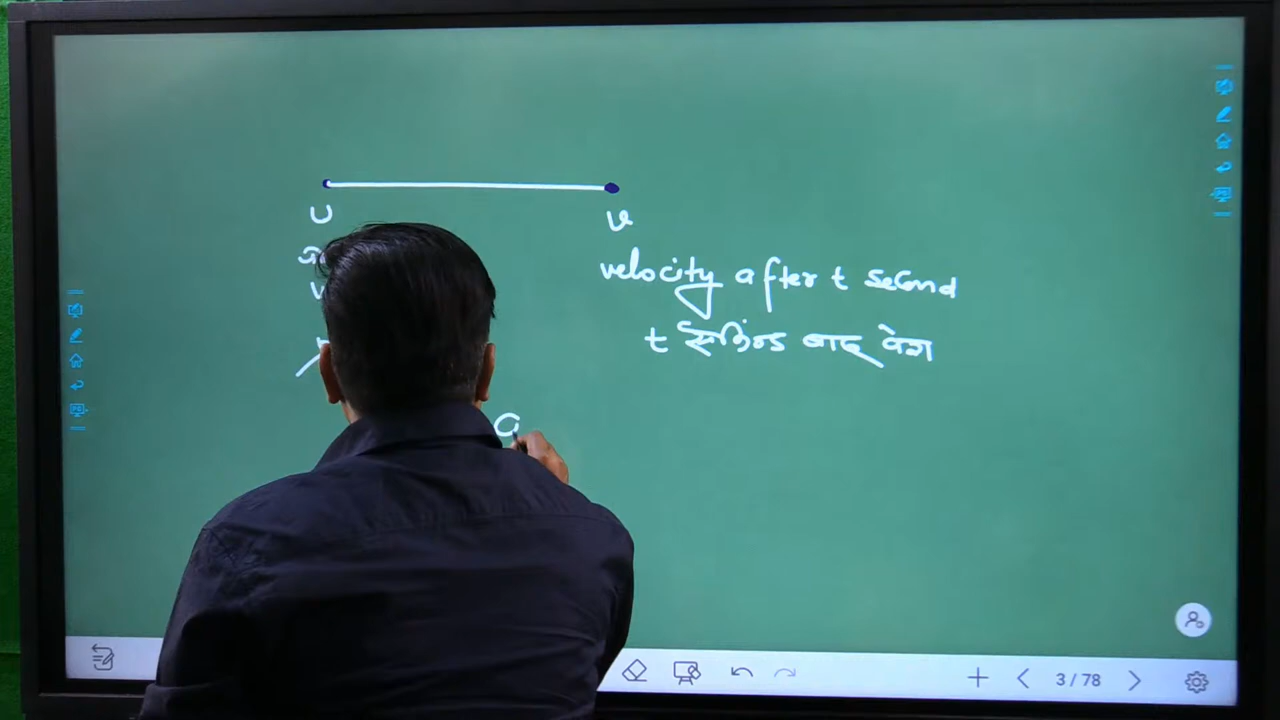 U
v
velocity after t second
t सेकिण्ड बाद वेग
a
3 / 78